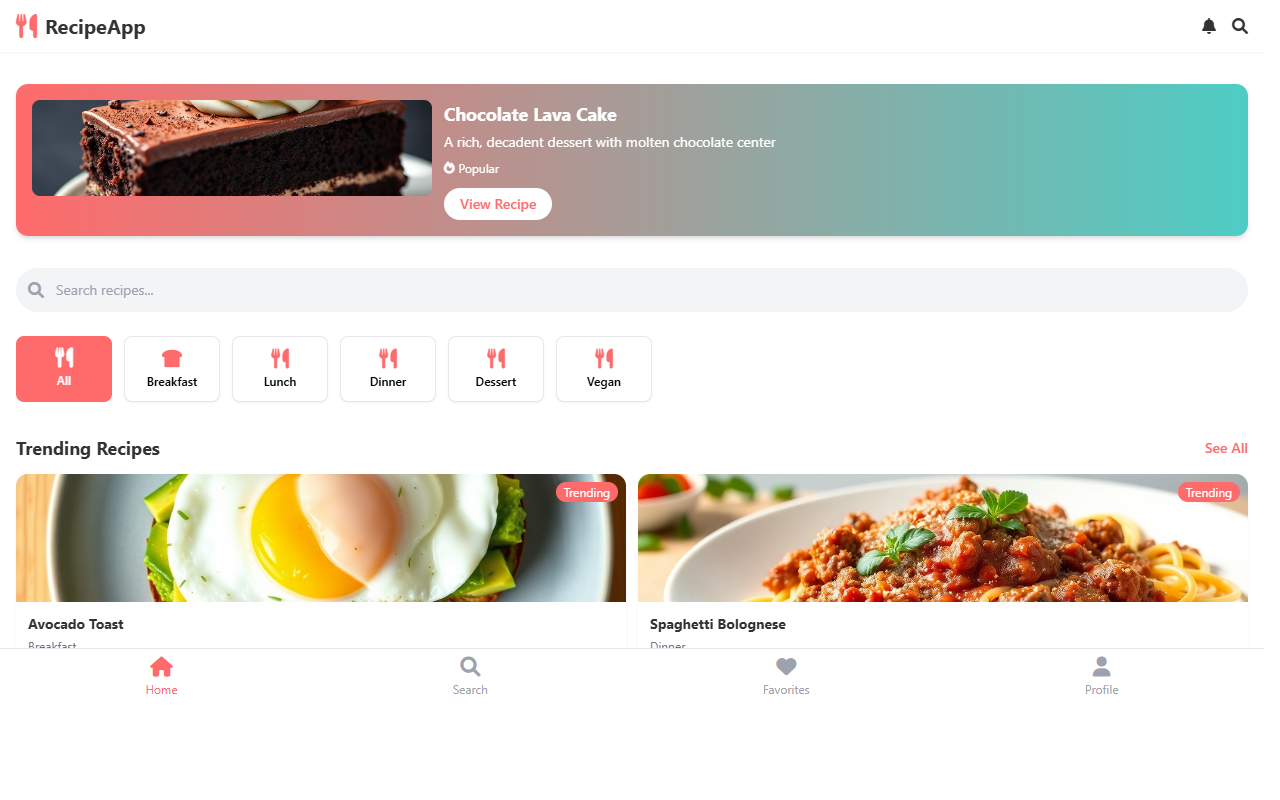 RecipeApp
Chocolate Lava Cake
A rich, decadent dessert with molten chocolate center
Popular
View Recipe
Search recipes...
All
Breakfast
Lunch
Dinner
Dessert
Vegan
Trending Recipes
See All
Trending
Trending
Avocado Toast
Spaghetti Bolognese
Breakfast
Dinner
Home
Search
Favorites
Profile